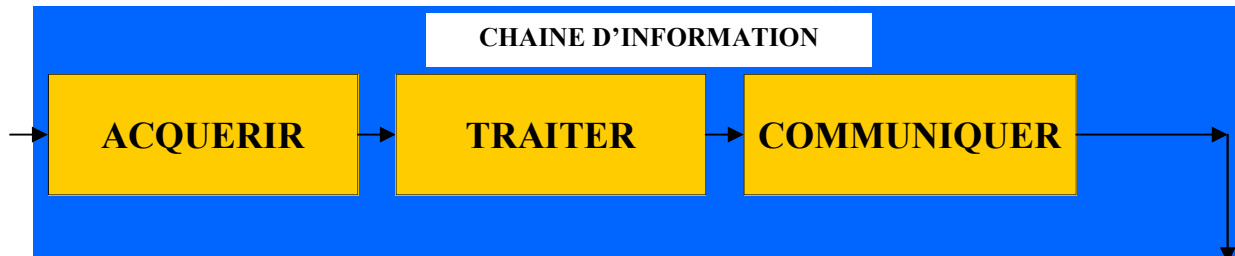 CHAINE D’INFORMATION
ACQUERIR
TRAITER
COMMUNIQUER